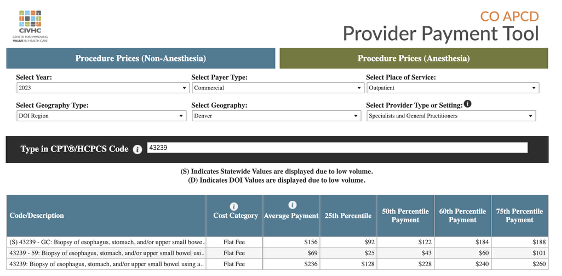 CO APCD
Provider Payment Tool
CIVHC
Procedure Prices (Non-Anesthesia)
Procedure Prices (Anesthesia)
Select Year:
Select Payer Type:
Select Place of Service:
2023
Commercial
Outpatient
Select Geography Type:
Select Geography:
Select Provider Type or Setting:
DOI Region
Denver
Specialists and General Practitioners
Type in CPT®/HCPCS Code
43239
(S) Indicates Statewide Values are displayed due to low volume.
(D) Indicates DOI Values are displayed due to low volume.
Code/Description Cost Category Average Payment 25th Percentile 50th Percentile Payment 60th Percentile Payment 75th Percentile Payment
(S) 43239 - GC: Biopsy of esophagus, stomach, and/or upper small bowe.. Flat Fee $156 $92 $122 $184 $188
43239 - 59: Biopsy of esophagus, stomach, and/or upper small bowel usi.. Flat Fee $69 $25 $43 $60 $101
43239: Biopsy of esophagus, stomach, and/or upper small bowel using a.. Flat Fee $236 $128 $228 $240 $260